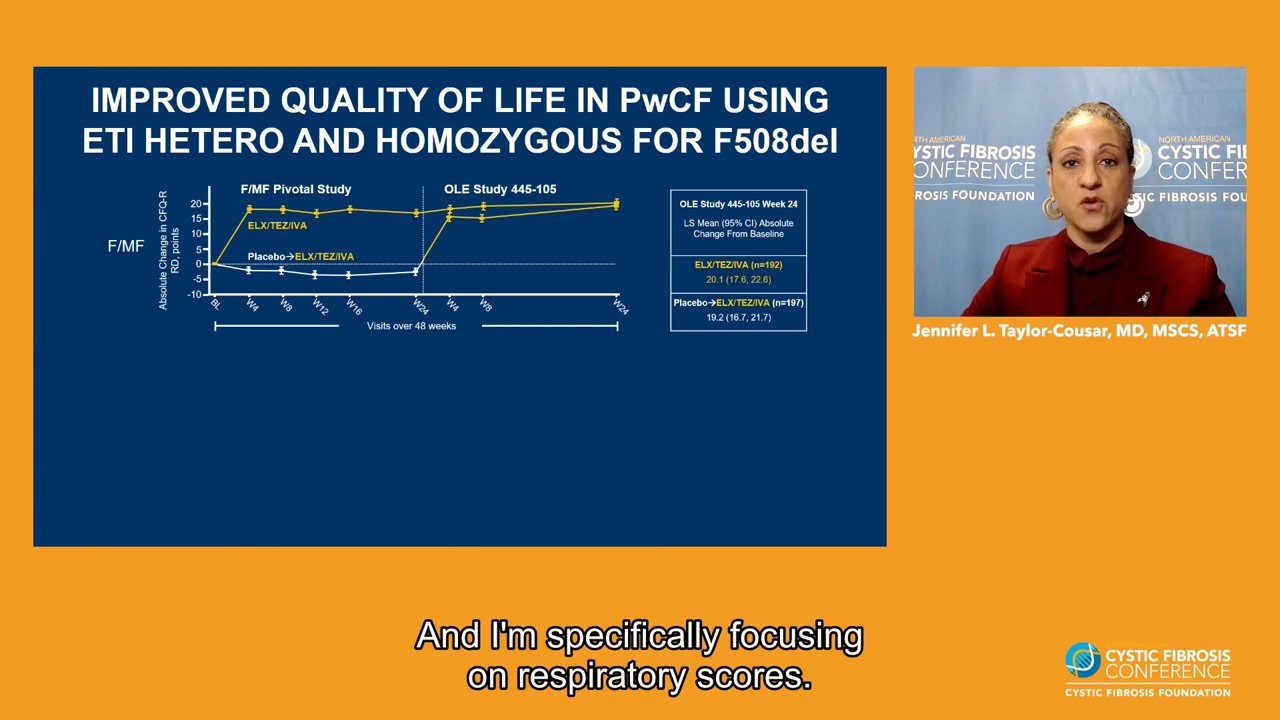 IMPROVED QUALITY OF LIFE IN PwCF USING
ETI HETERO AND HOMOZYGOUS FOR F508del
F/MF
Absolute Change in CFQ-R
RD, points
F/MF Pivotal Study
OLE Study 445-105
20
15
10
5
0
-5
-10
ELX/TEZ/IVA
Placebo→ELX/TEZ/IVA
BL
W4
W8
W12
W16
W24
W4
W8
W24
Visits over 48 weeks
OLE Study 445-105 Week 24
LS Mean (95% CI) Absolute
Change From Baseline
ELX/TEZ/IVA (n=192)
20.1 (17.6, 22.6)
Placebo→ELX/TEZ/IVA (n=197)
19.2 (16.7, 21.7)
NORTH AMERICAN
CYSTIC FIBROSIS
CONFERENCE
FOUNDATION
Jennifer L. Taylor-Cousar, MD, MSCS, ATSF
And I'm specifically focusing
on respiratory scores.
CYSTIC FIBROSIS
CONFERENCE
CYSTIC FIBROSIS FOUNDATION